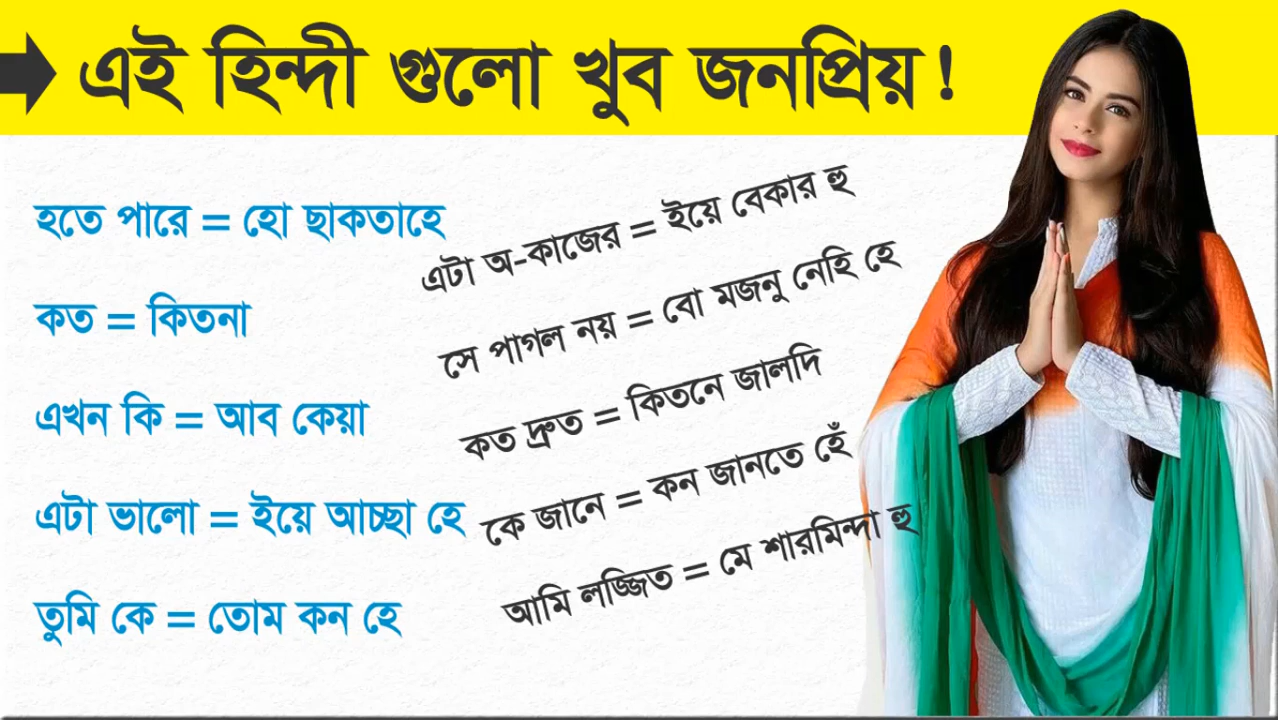 এই হিন্দী গুলো খুব জনপ্রিয়!
হতে পারে = হো ছাকতাহে
কত = কিতনা
এখন কি = আব কেয়া
এটা ভালো = ইয়ে আচ্ছা হে
তুমি কে = তোম কন হে
এটা অ-কাজের = ইয়ে বেকার হু
সে পাগল নয় = বো মজনু নেহি হে
কত দ্রুত = কিতনে জালদি
কে জানে = কন জানতে হেঁ
আমি লজ্জিত = মে শারমিন্দা হু